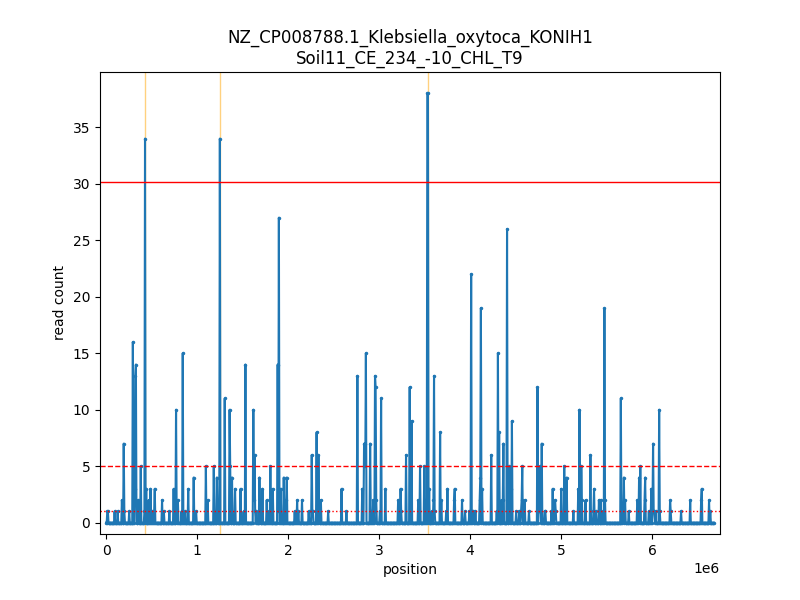 NZ_CP008788.1_Klebsiella_oxytoca_KONIH1
Soil11_CE_234_-10_CHL_T9
35
30
25
20
15
10
5
0
read count
0 1 2 3 4 5 6
1e6
position